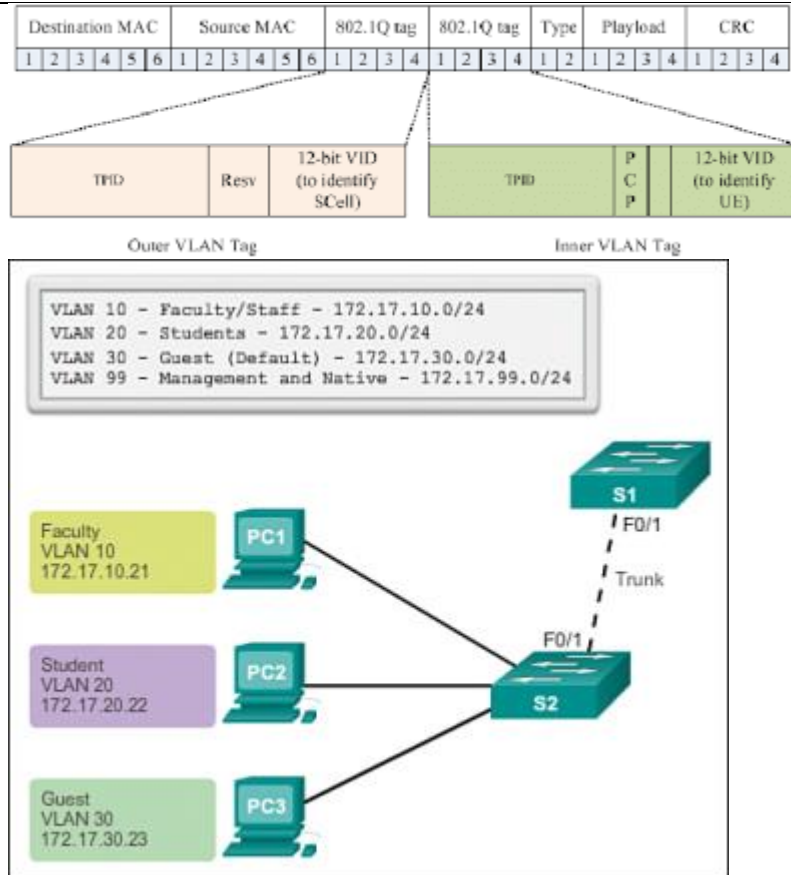 Destination MAC Source MAC 802.1Q tag 802.1Q tag Type Playload CRC
1 2 3 4 5 6 1 2 3 4 5 6 1 2 3 4 1 2 3 4 1 2 1 2 3 4 1 2 3 4
TPID Resv 12-bit VID (to identify SCell) TPID PCP 12-bit VID (to identify UE)
Outer VLAN Tag Inner VLAN Tag
VLAN 10 - Faculty/Staff - 172.17.10.0/24
VLAN 20 - Students - 172.17.20.0/24
VLAN 30 - Guest (Default) - 172.17.30.0/24
VLAN 99 - Management and Native - 172.17.99.0/24
S1
F0/1
Trunk
F0/1
S2
Faculty
VLAN 10
172.17.10.21
PC1
Student
VLAN 20
172.17.20.22
PC2
Guest
VLAN 30
172.17.30.23
PC3